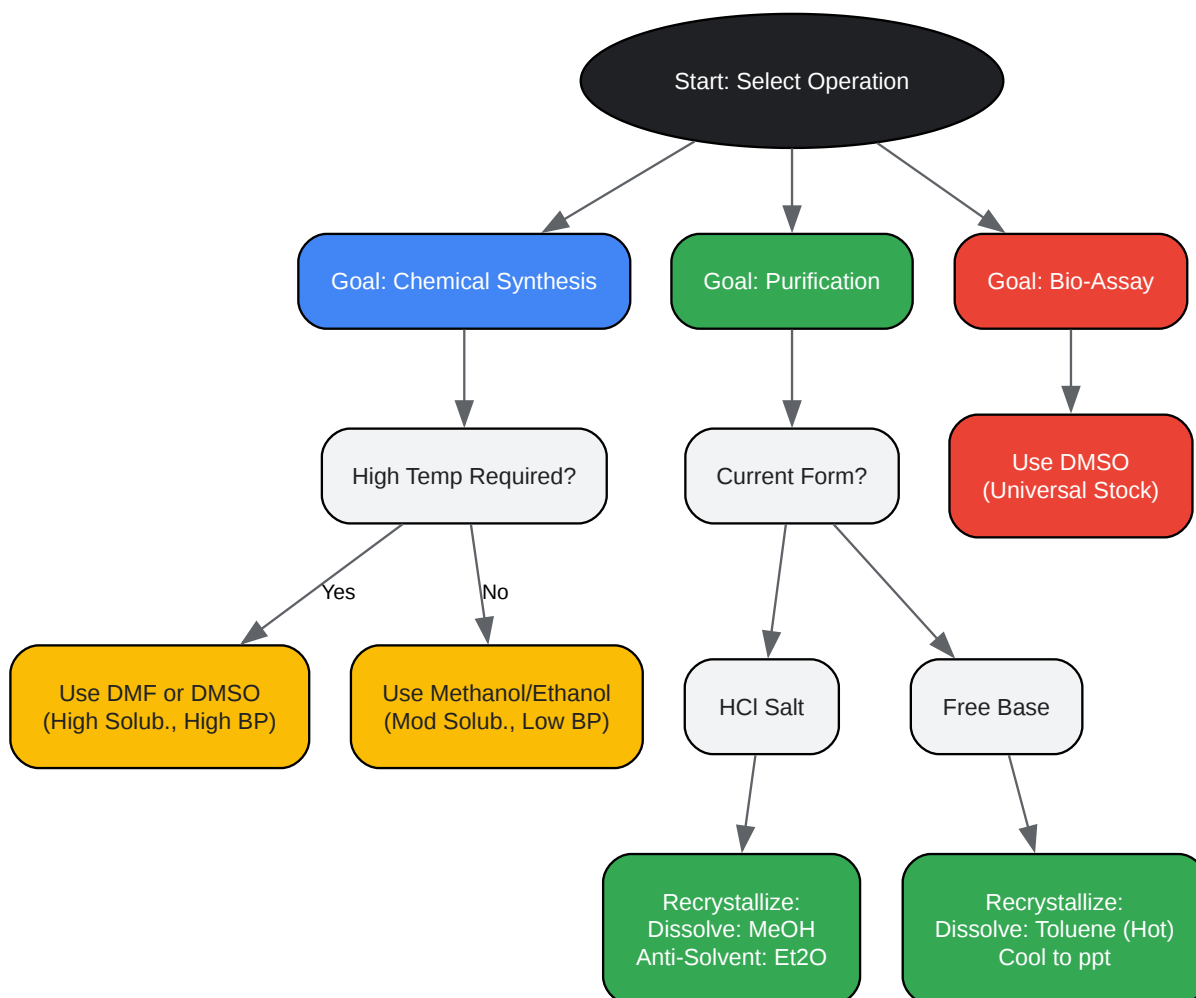 Start: Select Operation
Goal: Chemical Synthesis
Goal: Purification
Goal: Bio-Assay
High Temp Required?
Current Form?
Use DMSO
(Universal Stock)
Yes
No
Use DMF or DMSO
(High Solub., High BP)
Use Methanol/Ethanol
(Mod Solub., Low BP)
HCl Salt
Free Base
Recrystallize:
Dissolve: MeOH
Anti-Solvent: Et2O
Recrystallize:
Dissolve: Toluene (Hot)
Cool to ppt